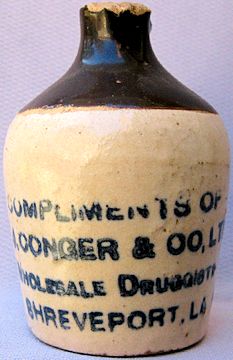 COMPLIMENTS OF
CONGER & CO, LT
WHOLESALE DRUGGISTS
SHREVEPORT, LA